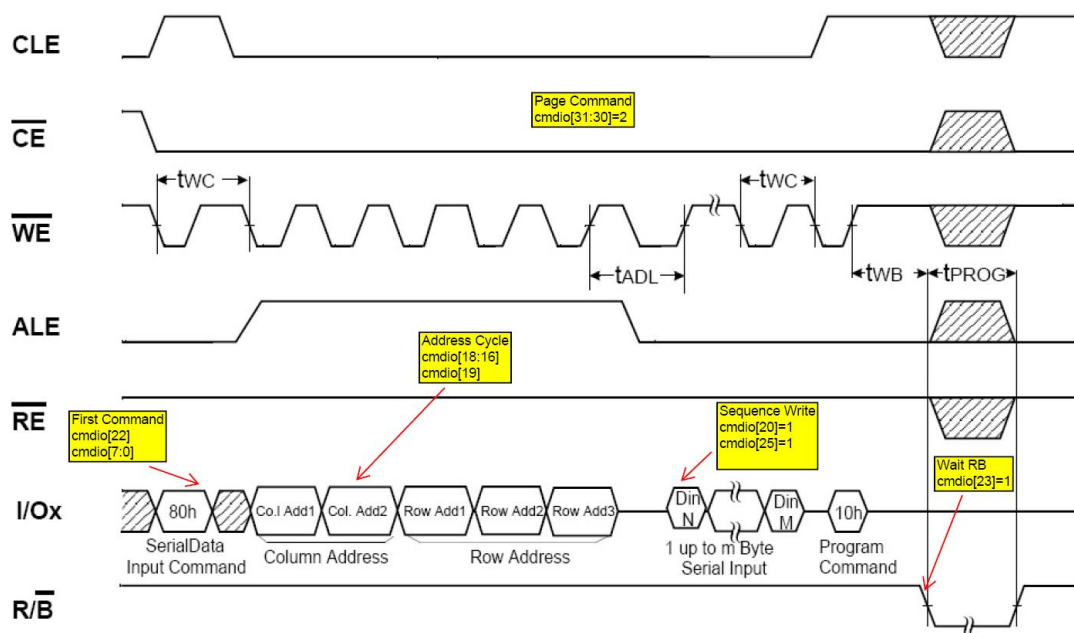 CLE
Page Command
cmdio[31:30]=2
CE
tWC
tWC
WE
tADL
tWB
tPROG
ALE
Address Cycle
cmdio[18:16]
cmdio[19]
RE
First Command
cmdio[22]
cmdio[7:0]
Sequence Write
cmdio[20]=1
cmdio[25]=1
Wait RB
cmdio[23]=1
I/Ox
80h
Co.l Add1
Col. Add2
Row Add1
Row Add2
Row Add3
Din
N
Din
M
10h
SerialData
Input Command
Column Address
Row Address
1 up to m Byte
Serial Input
Program
Command
R/B